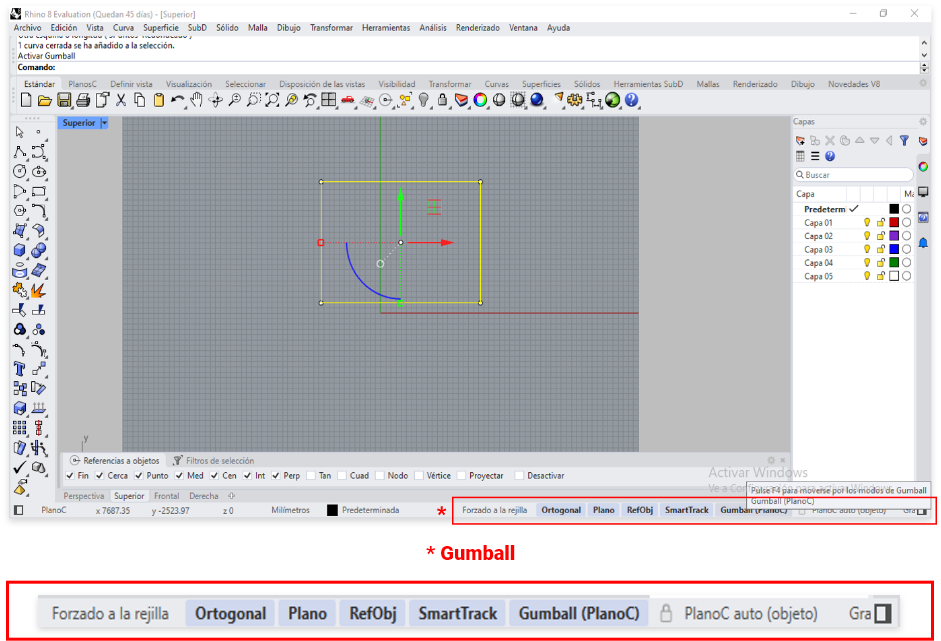 Rhino 8 Evaluation (Quedan 45 días) - [Superior]
Archivo Edición Vista Curva Superficie SubD Sólido Malla Dibujo Transformar Herramientas Análisis Renderizado Ventana Ayuda
1 curva cerrada se ha añadido a la selección.
Activar Gumball
Comando:
Estándar PlanosC Definir vista Visualización Seleccionar Disposición de las vistas Visibilidad Transformar Curvas Superficies Sólidos Herramientas SubD Mallas Renderizado Dibujo Novedades V8
Superior
Capas
Buscar
Capa Ma
Predeterm
Capa 01
Capa 02
Capa 03
Capa 04
Capa 05
y
Referencias a objetos Filtros de selección
Fin Cerca Punto Med Cen Int Perp Tan Cuad Nodo Vértice Proyectar Desactivar
Activar Windows
Perspectiva Superior Frontal Derecha
Pulse F4 para moverse por los modos de Gumball
Gumball (PlanoC)
PlanoC x 7687.35 y -2523.97 z 0 Milímetros Predeterminada * Forzado a la rejilla Ortogonal Plano RefObj SmartTrack Gumball (PlanoC) PlanoC auto (objeto) Gra
* Gumball
Forzado a la rejilla Ortogonal Plano RefObj SmartTrack Gumball (PlanoC) PlanoC auto (objeto) Gra